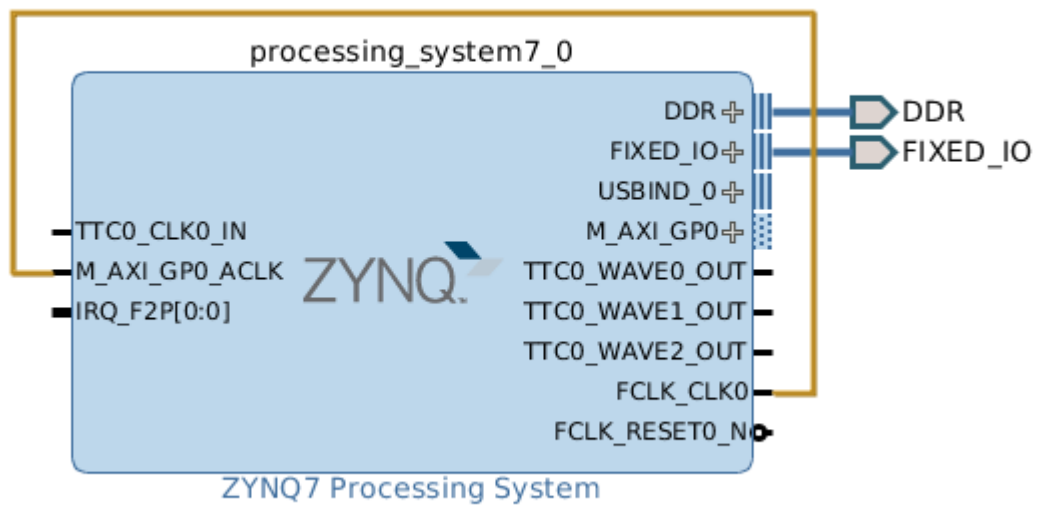 processing_system7_0
DDR
FIXED_IO
USBIND_0
M_AXI_GP0
TTC0_WAVE0_OUT
TTC0_WAVE1_OUT
TTC0_WAVE2_OUT
FCLK_CLK0
FCLK_RESET0_N
TTC0_CLK0_IN
M_AXI_GP0_ACLK
IRQ_F2P[0:0]
ZYNQ
DDR
FIXED_IO
ZYNQ7 Processing System